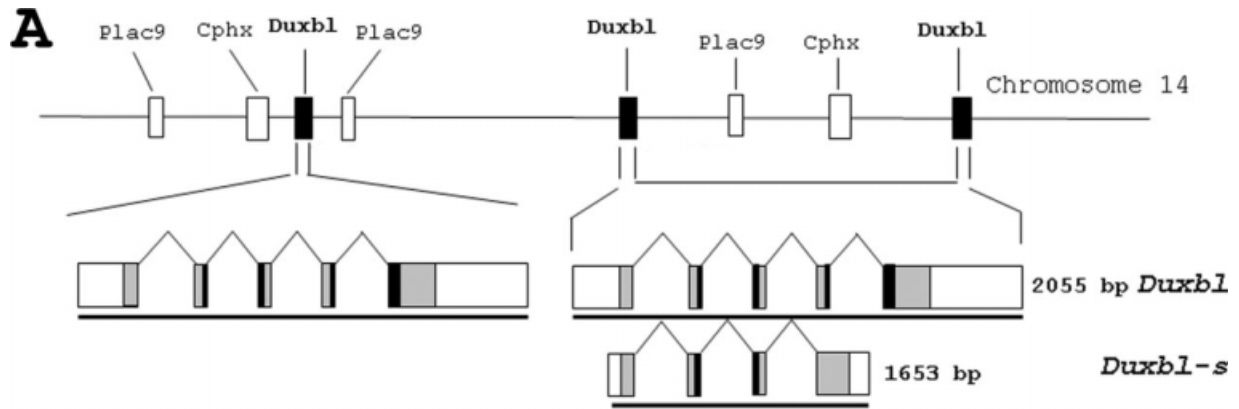 A
Plac9 Cphx Duxbl Plac9 Duxbl Plac9 Cphx Duxbl
Chromosome 14
2055 bp Duxbl
1653 bp Duxbl-s